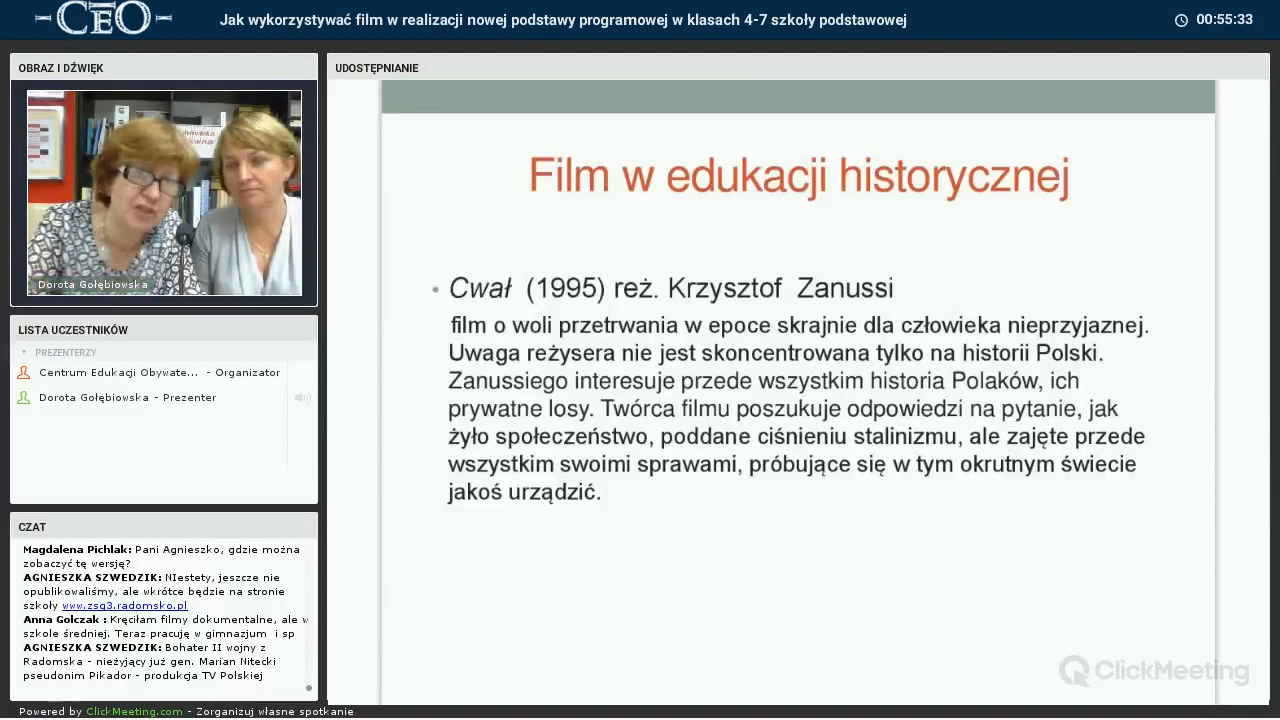 CEO
Jak wykorzystywać film w realizacji nowej podstawy programowej w klasach 4-7 szkoły podstawowej
00:55:33
OBRAZ I DŹWIĘK
Dorota Gołębiowska
LISTA UCZESTNIKÓW
PREZENTERZY
Centrum Edukacji Obywate... - Organizator
Dorota Gołębiowska - Prezenter
CZAT
Magdalena Pichlak: Pani Agnieszko, gdzie można
zobaczyć tę wersję?
AGNIESZKA SZWEDZIK: NIestety, jeszcze nie
opublikowaliśmy, ale wkrótce będzie na stronie
szkoły www.zsg3.radomsko.pl
Anna Golczak : Kręciłam filmy dokumentalne, ale w
szkole średniej. Teraz pracuję w gimnazjum i sp
AGNIESZKA SZWEDZIK: Bohater II wojny z
Radomska - nieżyjący już gen. Marian Nitecki
pseudonim Pikador - produkcja TV Polskiej
UDOSTĘPNIANIE
Film w edukacji historycznej
• Cwał (1995) reż. Krzysztof Zanussi
film o woli przetrwania w epoce skrajnie dla człowieka nieprzyjaznej.
Uwaga reżysera nie jest skoncentrowana tylko na historii Polski.
Zanussiego interesuje przede wszystkim historia Polaków, ich
prywatne losy. Twórca filmu poszukuje odpowiedzi na pytanie, jak
żyło społeczeństwo, poddane ciśnieniu stalinizmu, ale zajęte przede
wszystkim swoimi sprawami, próbujące się w tym okrutnym świecie
jakoś urządzić.
ClickMeeting
Powered by ClickMeeting.com - Zorganizuj własne spotkanie